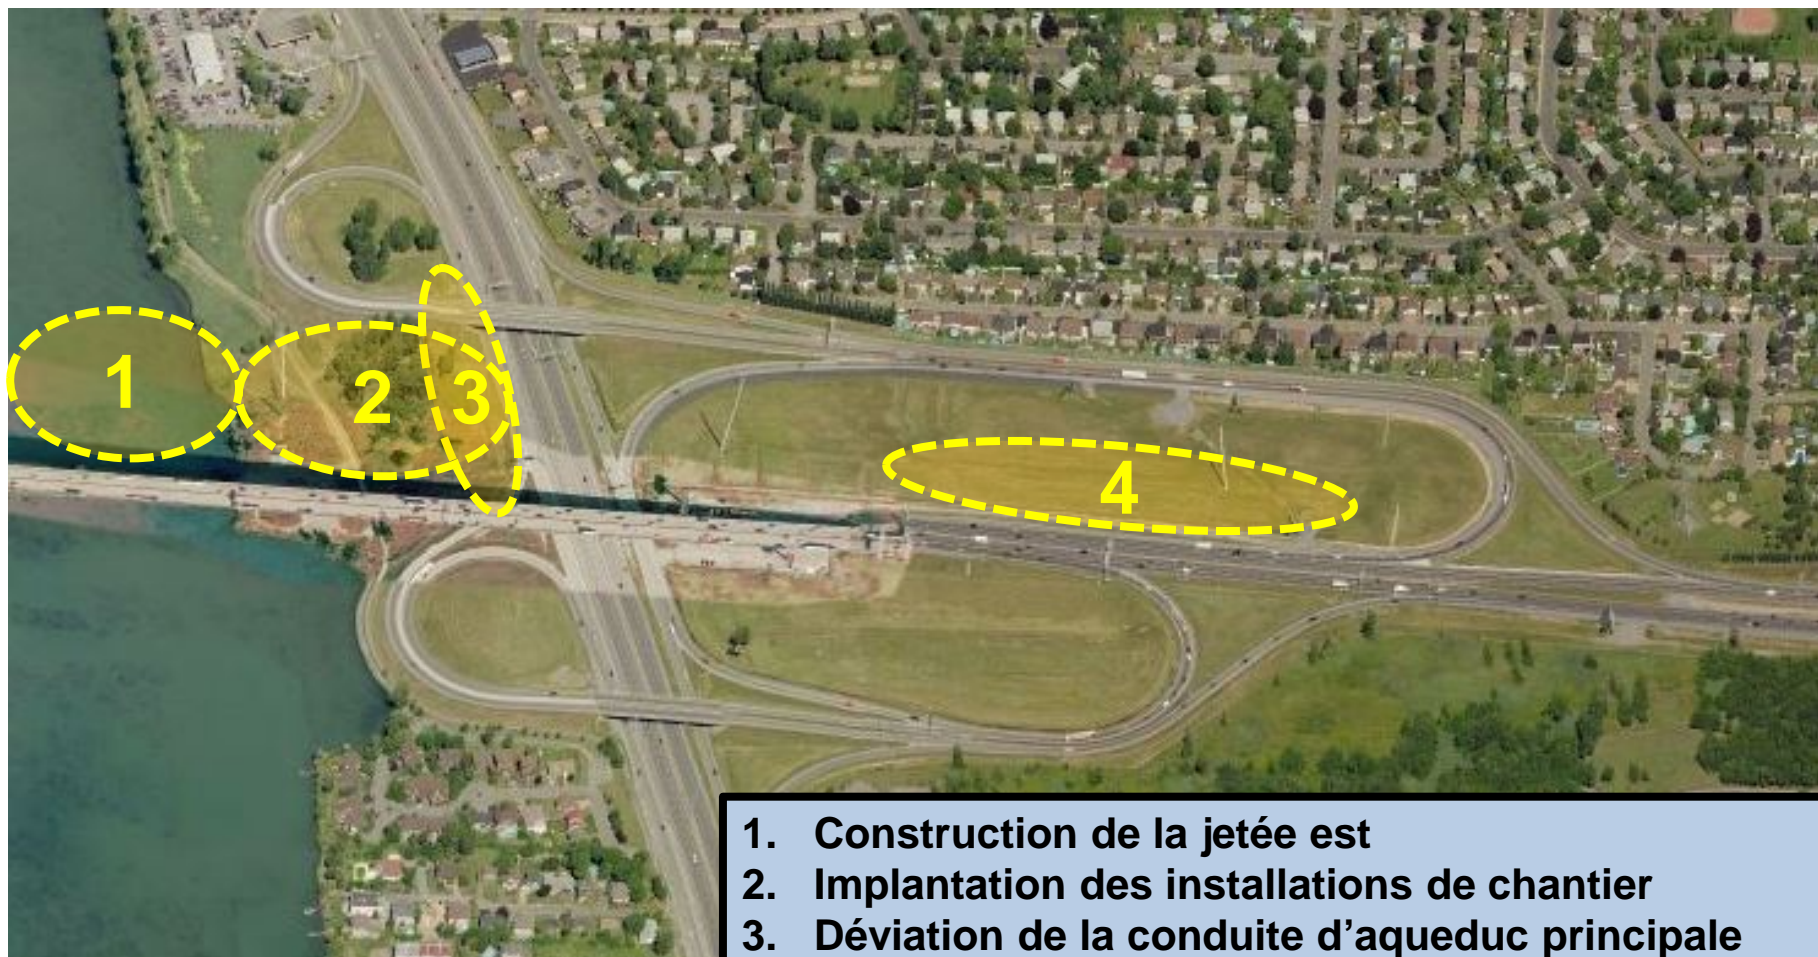 1
2
3
4
1. Construction de la jetée est
2. Implantation des installations de chantier
3. Déviation de la conduite d’aqueduc principale